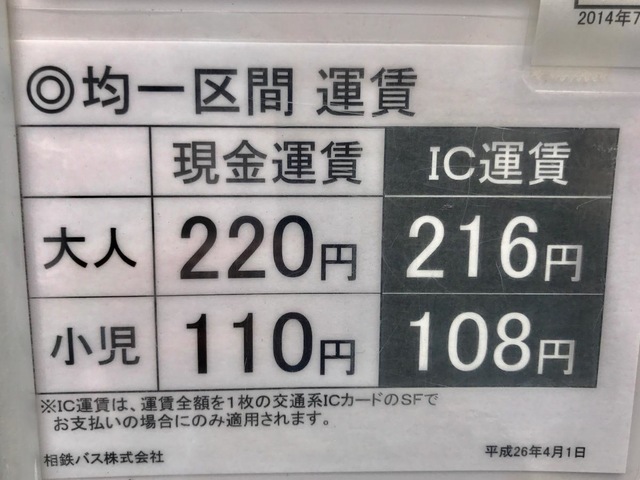 2014年7
◎均一区間 運賃
現金運賃 IC運賃
大人 220円 216円
小児 110円 108円
※IC運賃は、運賃全額を1枚の交通系ICカードのSFで
お支払いの場合にのみ適用されます。
相鉄バス株式会社 平成26年4月1日